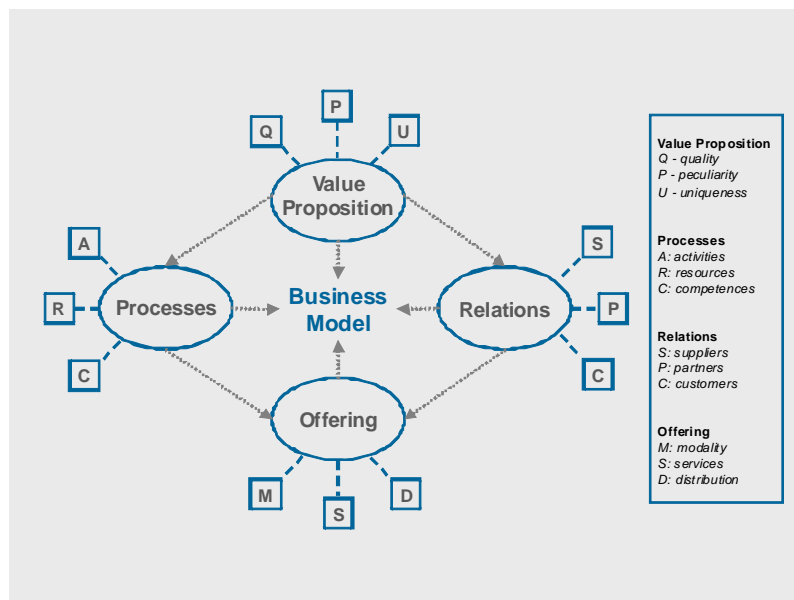 P
Q
U
Value
Proposition
A
R
C
Processes
Business
Model
Relations
S
P
C
Offering
M
S
D
Value Proposition
Q - quality
P - peculiarity
U - uniqueness
Processes
A: activities
R: resources
C: competences
Relations
S: suppliers
P: partners
C: customers
Offering
M: modality
S: services
D: distribution